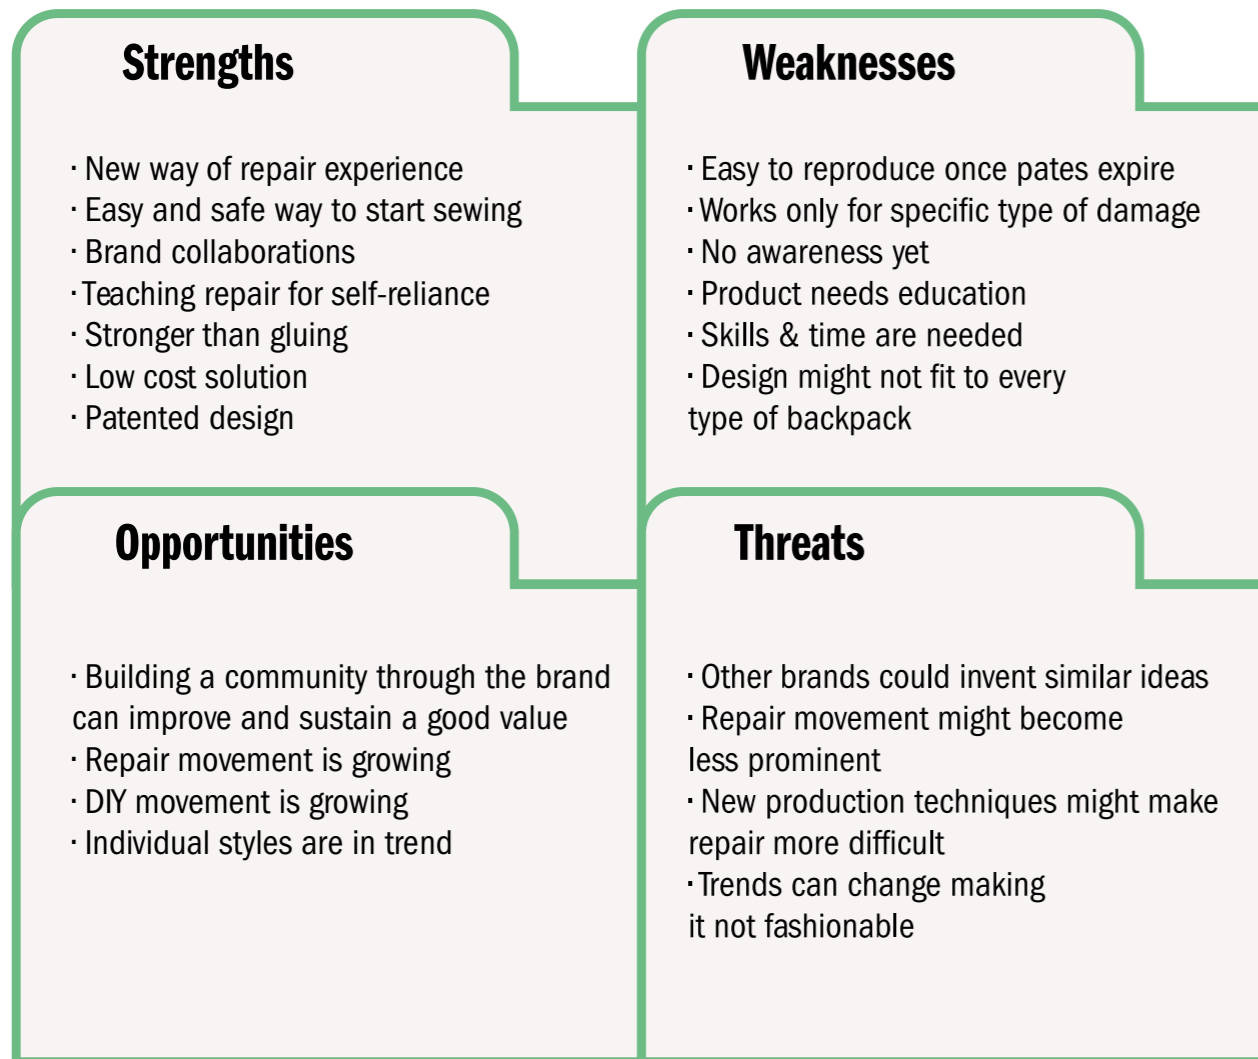 Strengths
· New way of repair experience
· Easy and safe way to start sewing
· Brand collaborations
· Teaching repair for self-reliance
· Stronger than gluing
· Low cost solution
· Patented design
Weaknesses
· Easy to reproduce once pates expire
· Works only for specific type of damage
· No awareness yet
· Product needs education
· Skills & time are needed
· Design might not fit to every
type of backpack
Opportunities
· Building a community through the brand
can improve and sustain a good value
· Repair movement is growing
· DIY movement is growing
· Individual styles are in trend
Threats
· Other brands could invent similar ideas
· Repair movement might become
less prominent
· New production techniques might make
repair more difficult
· Trends can change making
it not fashionable